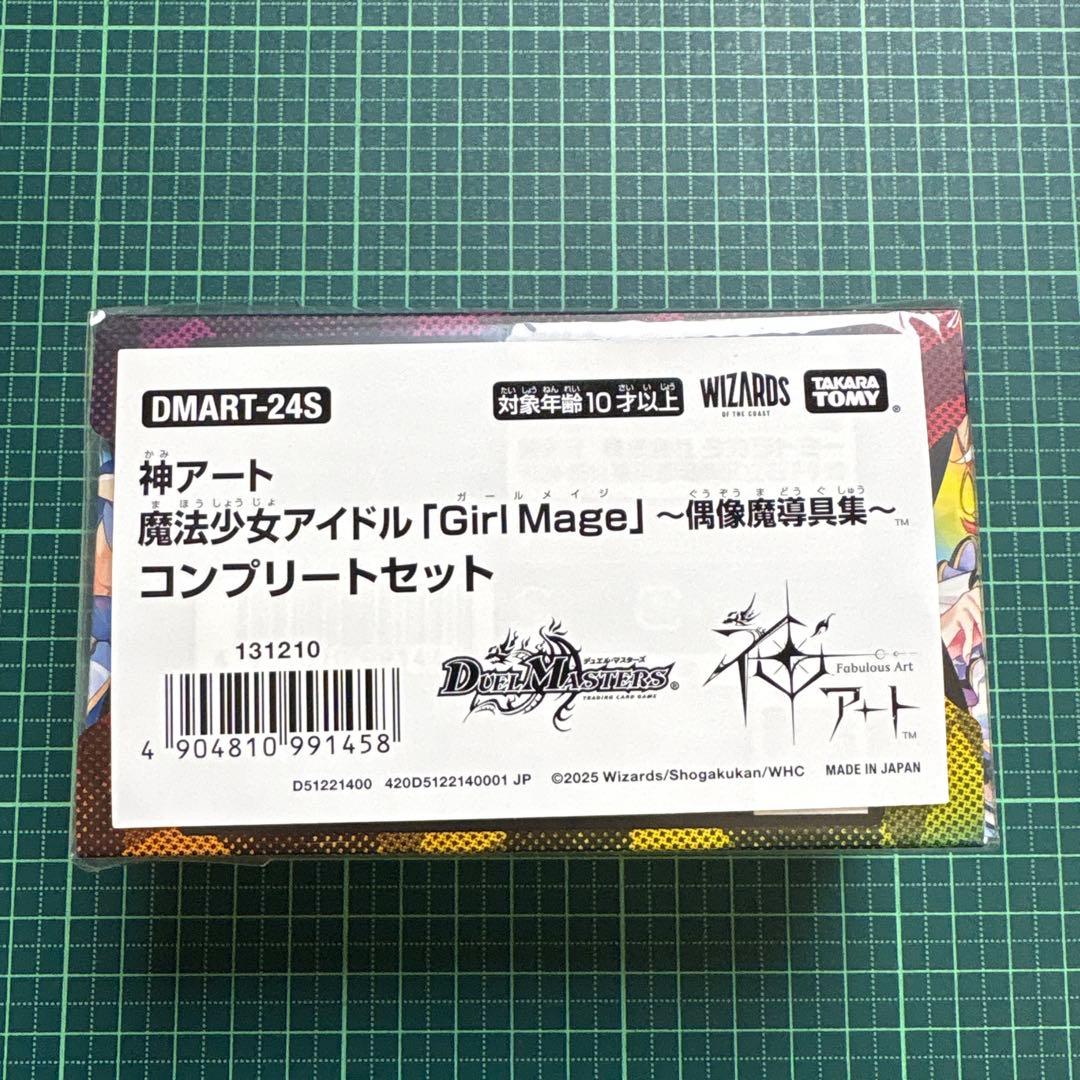 DMART-24S
たいしょうねんれい さいいじょう
対象年齢10才以上
WIZARDS
OF THE COAST
TAKARA
TOMY®
かみ
神アート
まほうしょうじょ ガールメイジ ぐうぞうまどうぐしゅう
魔法少女アイドル「Girl Mage」~偶像魔導具集~™
コンプリートセット
131210
4 904810 991458
デュエル・マスターズ
DUEL MASTERS®
TRADING CARD GAME
神アート™
Fabulous Art
D51221400 420D5122140001 JP ©2025 Wizards/Shogakukan/WHC MADE IN JAPAN